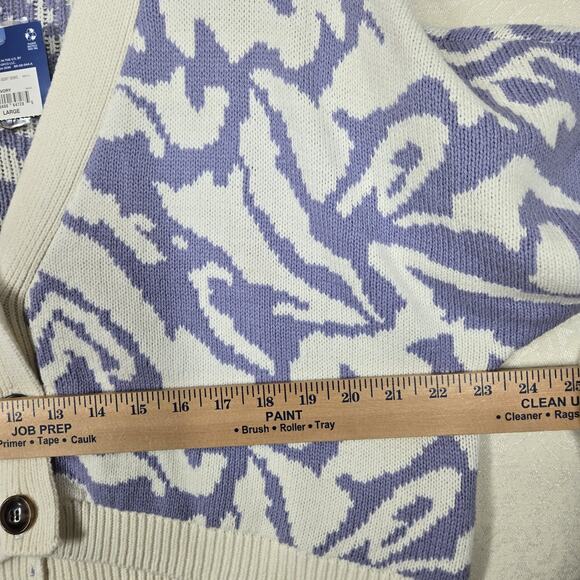 IVORY
LARGE
12 13 14 15 16 17 18 19 20 21 22 23 24 25
JOB PREP
Primer • Tape • Caulk
PAINT
• Brush • Roller • Tray
CLEAN U
• Cleaner • Rags